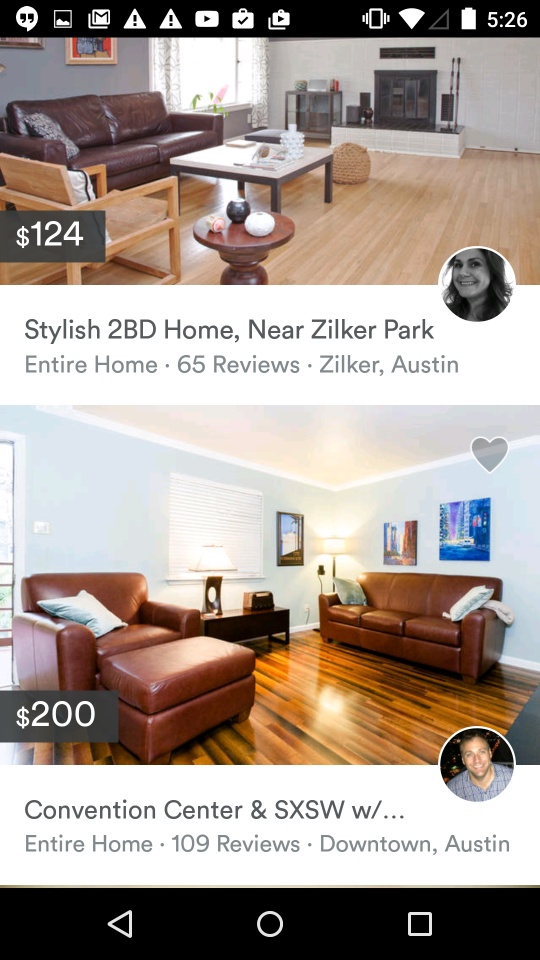 5:26
$124
Stylish 2BD Home, Near Zilker Park
Entire Home · 65 Reviews · Zilker, Austin
$200
Convention Center & SXSW w/...
Entire Home · 109 Reviews · Downtown, Austin